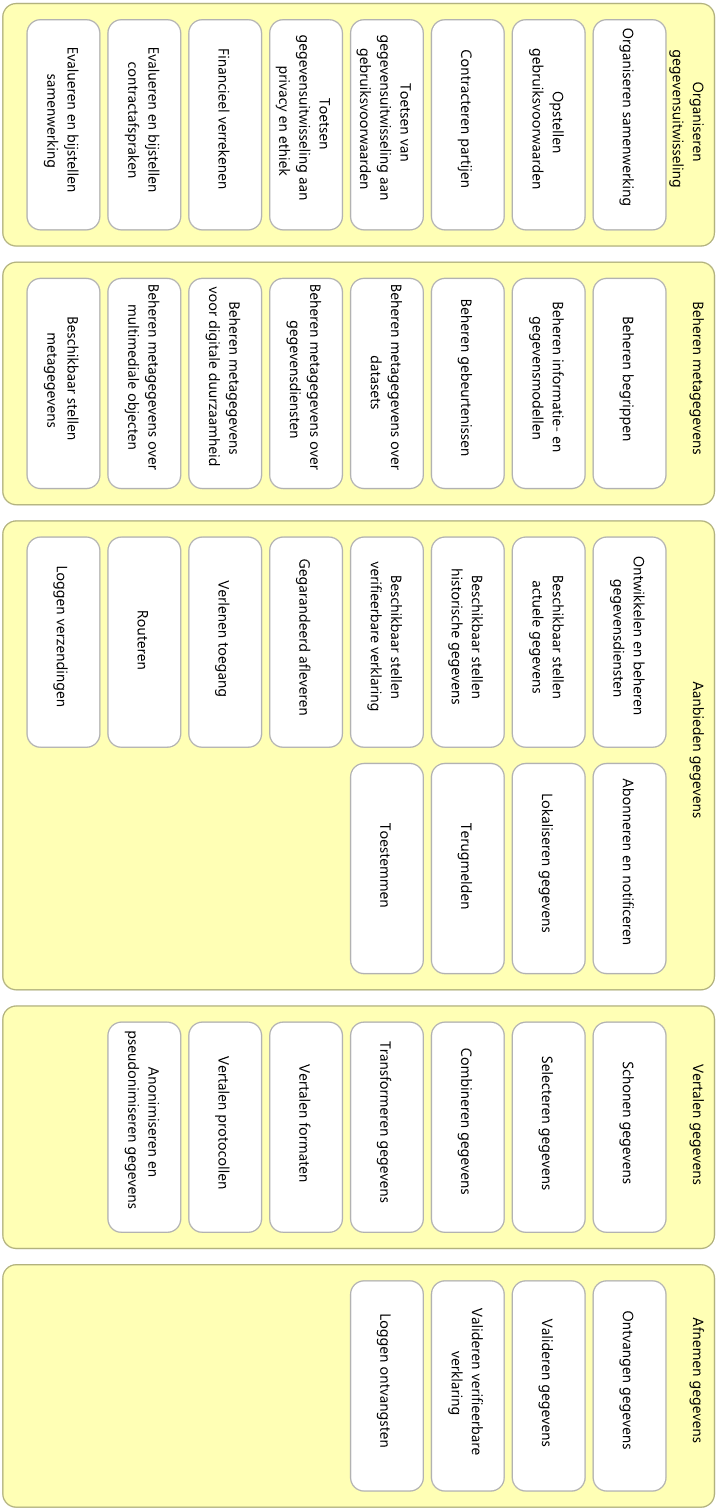 Organiseren
gegevensuitwisseling
Organiseren samenwerking
Opstellen
gebruiksvoorwaarden
Contracteren partijen
Toetsen van
gegevensuitwisseling aan
gebruiksvoorwaarden
Toetsen
gegevensuitwisseling aan
privacy en ethiek
Financieel verrekenen
Evalueren en bijstellen
contractafspraken
Evalueren en bijstellen
samenwerking
Beheren metagegevens
Beheren begrippen
Beheren informatie- en
gegevensmodellen
Beheren gebeurtenissen
Beheren metagegevens over
datasets
Beheren metagegevens over
gegevensdiensten
Beheren metagegevens
voor digitale duurzaamheid
Beheren metagegevens over
multimediale objecten
Beschikbaar stellen
metagegevens
Aanbieden gegevens
Ontwikkelen en beheren
gegevensdiensten
Beschikbaar stellen
actuele gegevens
Beschikbaar stellen
historische gegevens
Beschikbaar stellen
verifieerbare verklaring
Gegarandeerd afleveren
Verlenen toegang
Routeren
Loggen verzendingen
Abonneren en notificeren
Lokaliseren gegevens
Terugmelden
Toestemmen
Vertalen gegevens
Schonen gegevens
Selecteren gegevens
Combineren gegevens
Transformeren gegevens
Vertalen formaten
Vertalen protocollen
Anonimiseren en
pseudonimiseren gegevens
Afnemen gegevens
Ontvangen gegevens
Valideren gegevens
Valideren verifieerbare
verklaring
Loggen ontvangsten